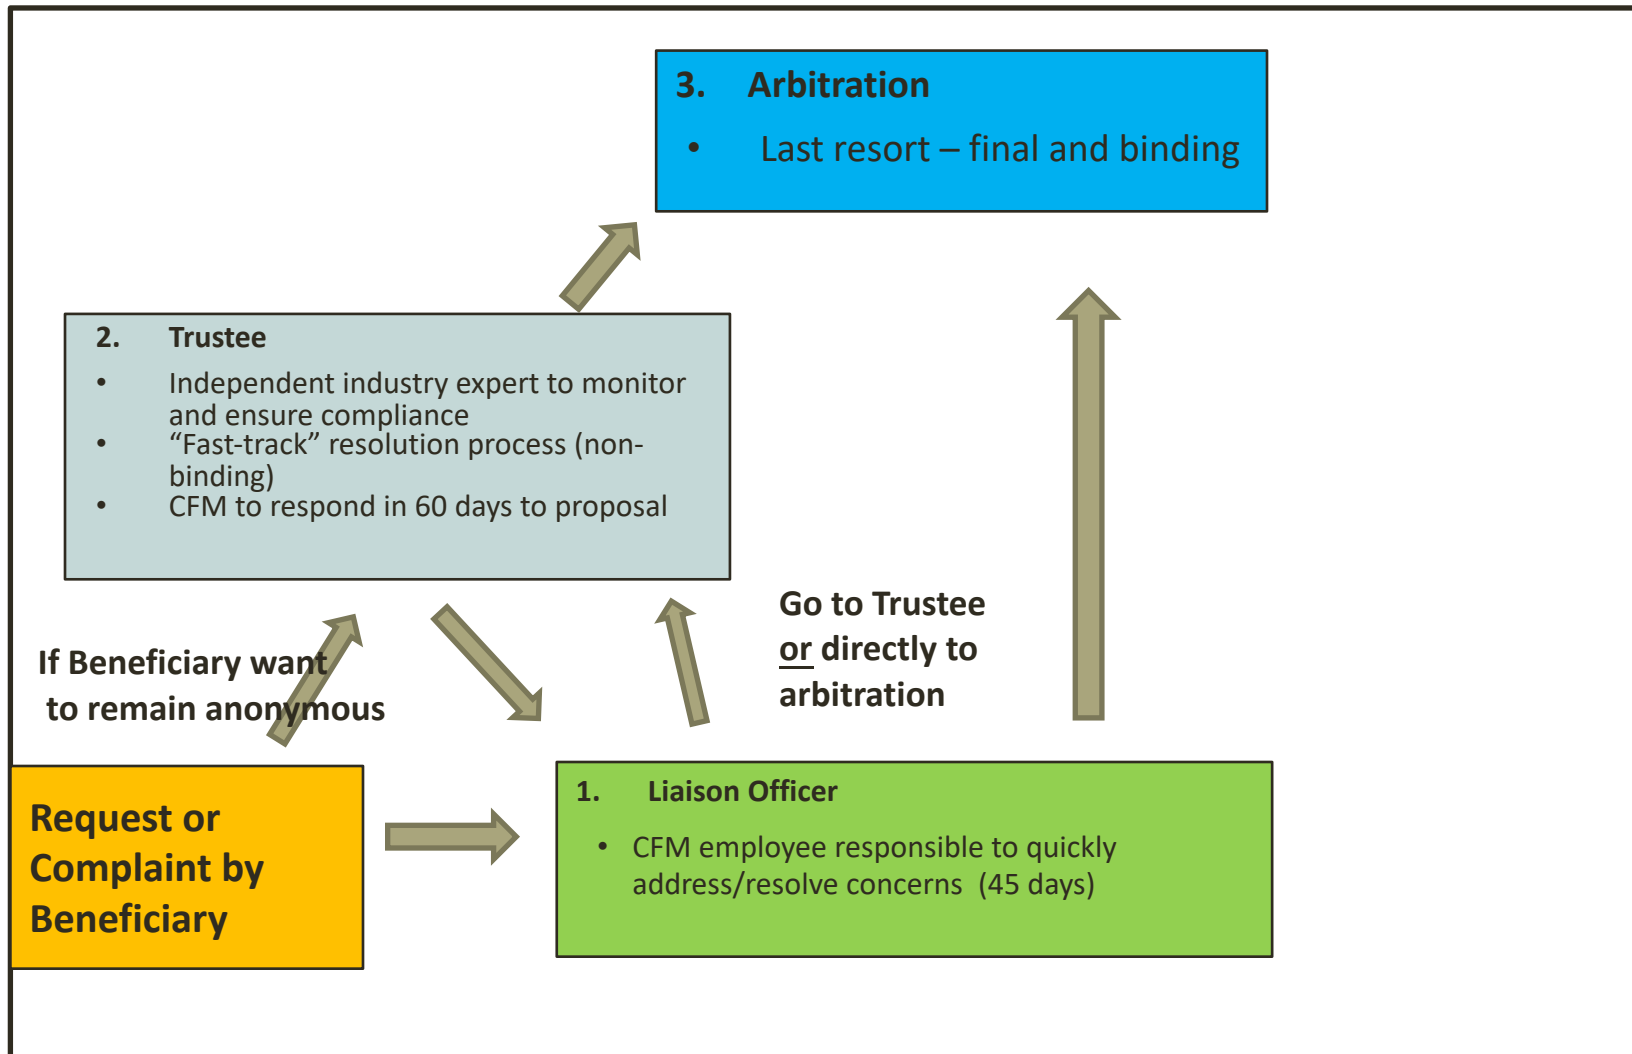 3. Arbitration
• Last resort – final and binding
2. Trustee
• Independent industry expert to monitor
and ensure compliance
• “Fast-track” resolution process (non-
binding)
• CFM to respond in 60 days to proposal
If Beneficiary want
to remain anonymous
Go to Trustee
or directly to
arbitration
Request or
Complaint by
Beneficiary
1. Liaison Officer
• CFM employee responsible to quickly
address/resolve concerns (45 days)